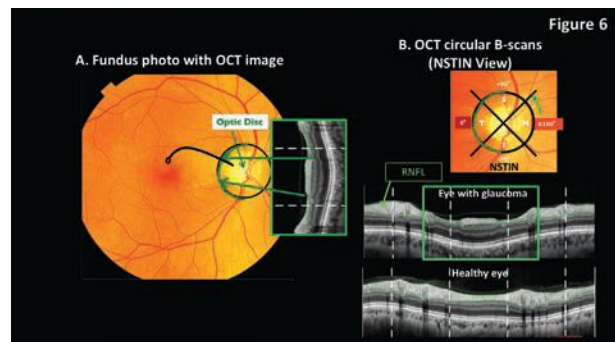 Figure 6
A. Fundus photo with OCT image
Optic Disc
B. OCT circular B-scans
(NSTIN View)
S
T
N
I
NSTIN
RNFL
Eye with glaucoma
Healthy eye